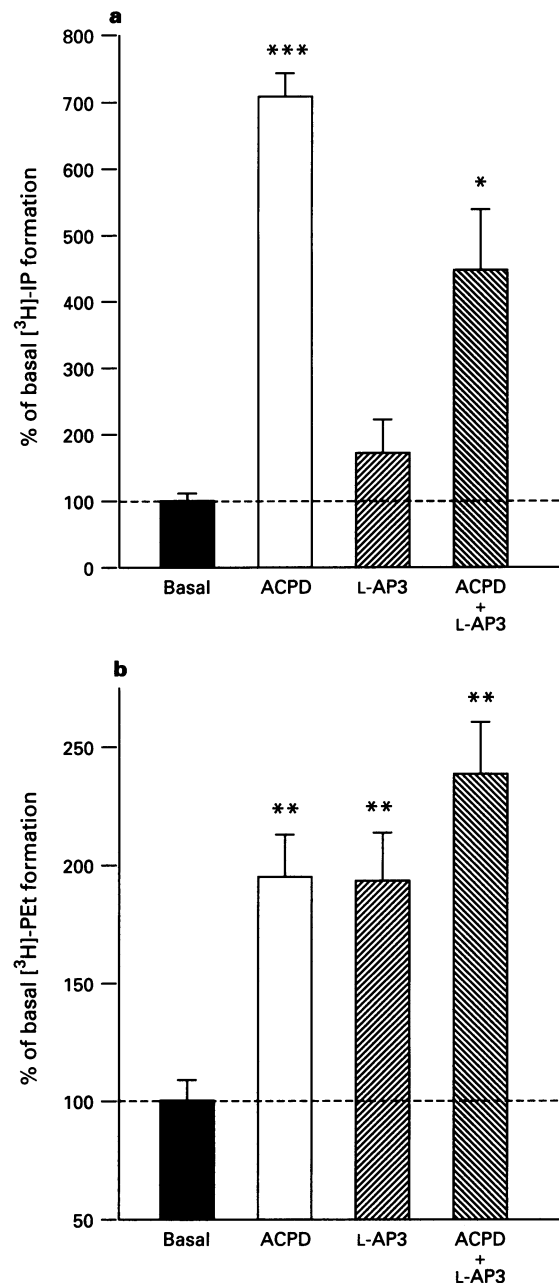 a
% of basal [³H]-IP formation
800
700
600
500
400
300
200
100
0
***
*
Basal
ACPD
L-AP3
ACPD
+
L-AP3
b
% of basal [³H]-PEt formation
250
200
150
100
50
**
**
**
Basal
ACPD
L-AP3
ACPD
+
L-AP3